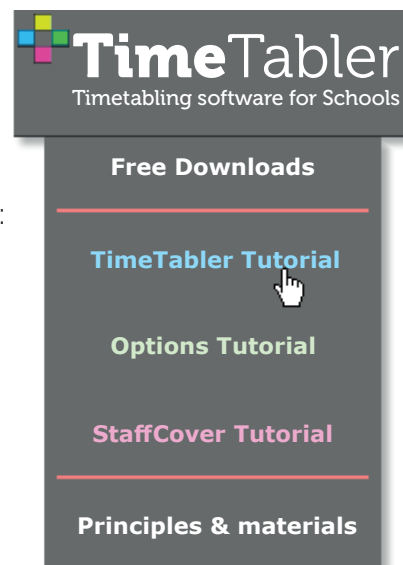 TimeTabler
Timetabling software for Schools
Free Downloads
:
TimeTabler Tutorial
Options Tutorial
StaffCover Tutorial
Principles & materials